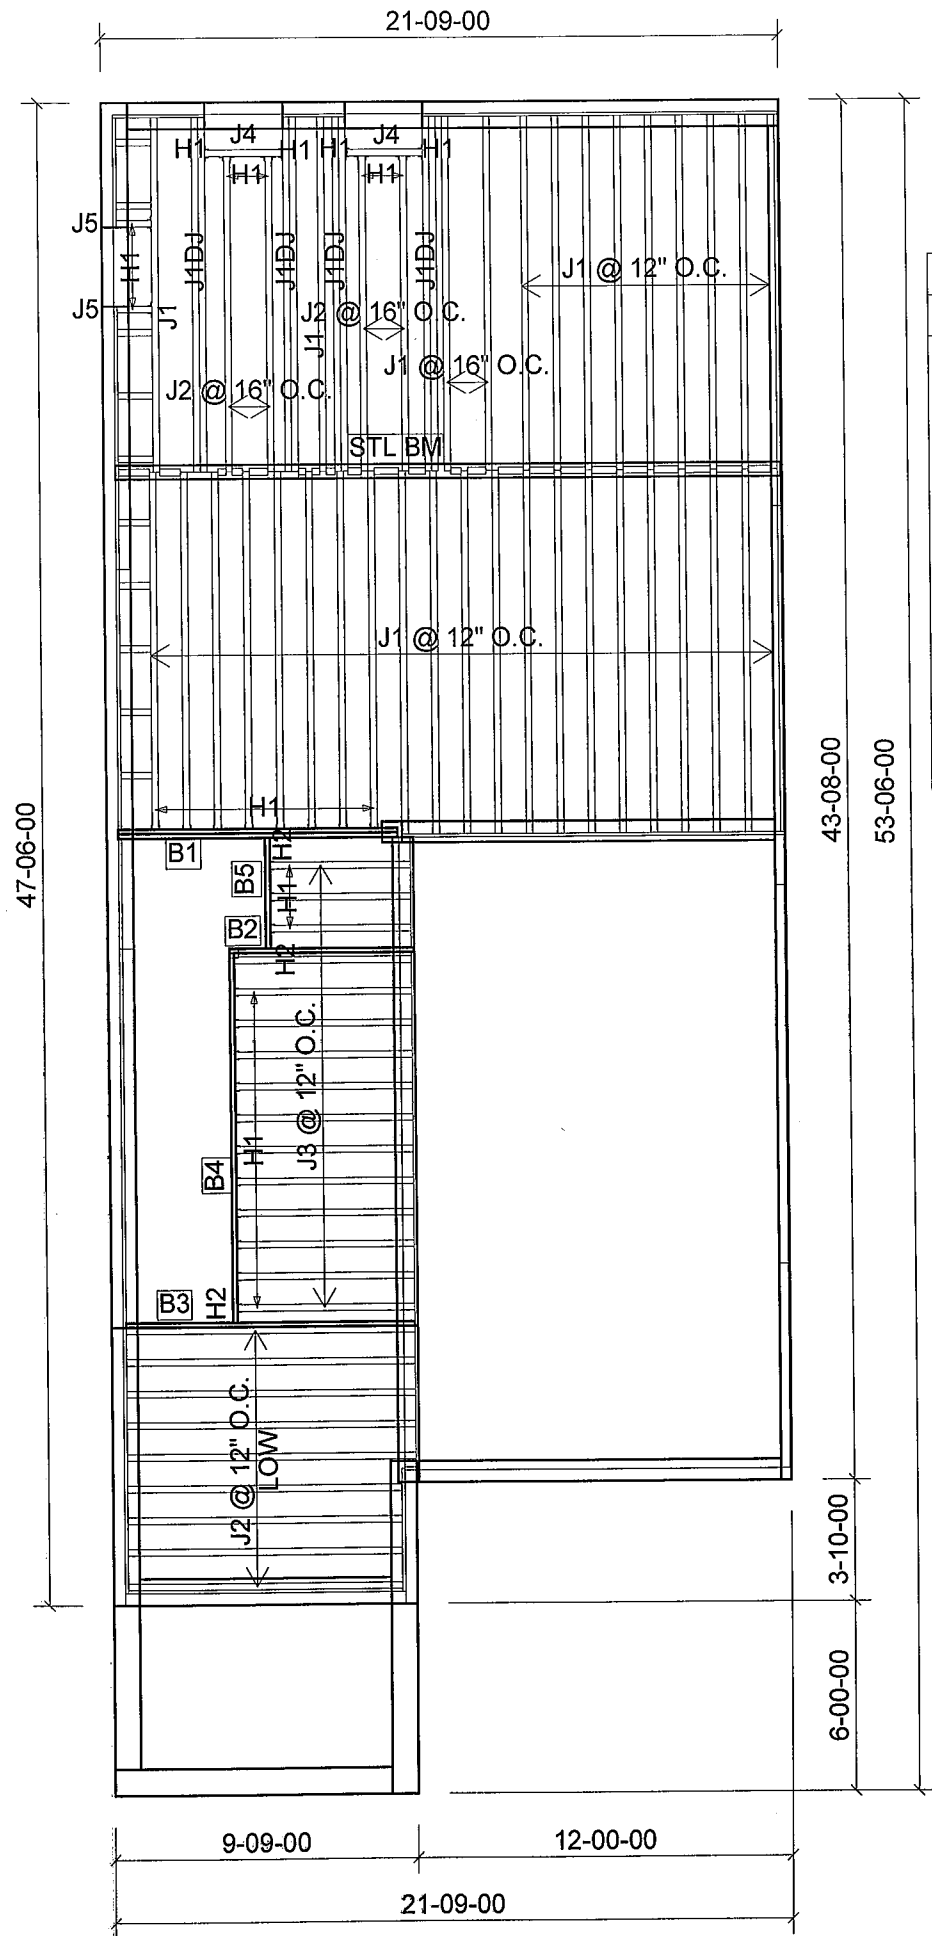 21-09-00
J4
J4
H1
H1
H1
H1
H1
H1
J5
H1
J5
J1
J1DJ
J1DJ
J1DJ
J1DJ
J1 @ 12" O.C.
J2 @ 16" O.C.
J1
J1 @ 16" O.C.
J2 @ 16" O.C.
STL BM
J1 @ 12" O.C.
47-06-00
43-08-00
53-06-00
H1
B1
H2
B5
H1
B2
H2
J3 @ 12" O.C.
H1
B4
B3
H2
J2 @ 12" O.C.
LOW
3-10-00
6-00-00
9-09-00
12-00-00
21-09-00